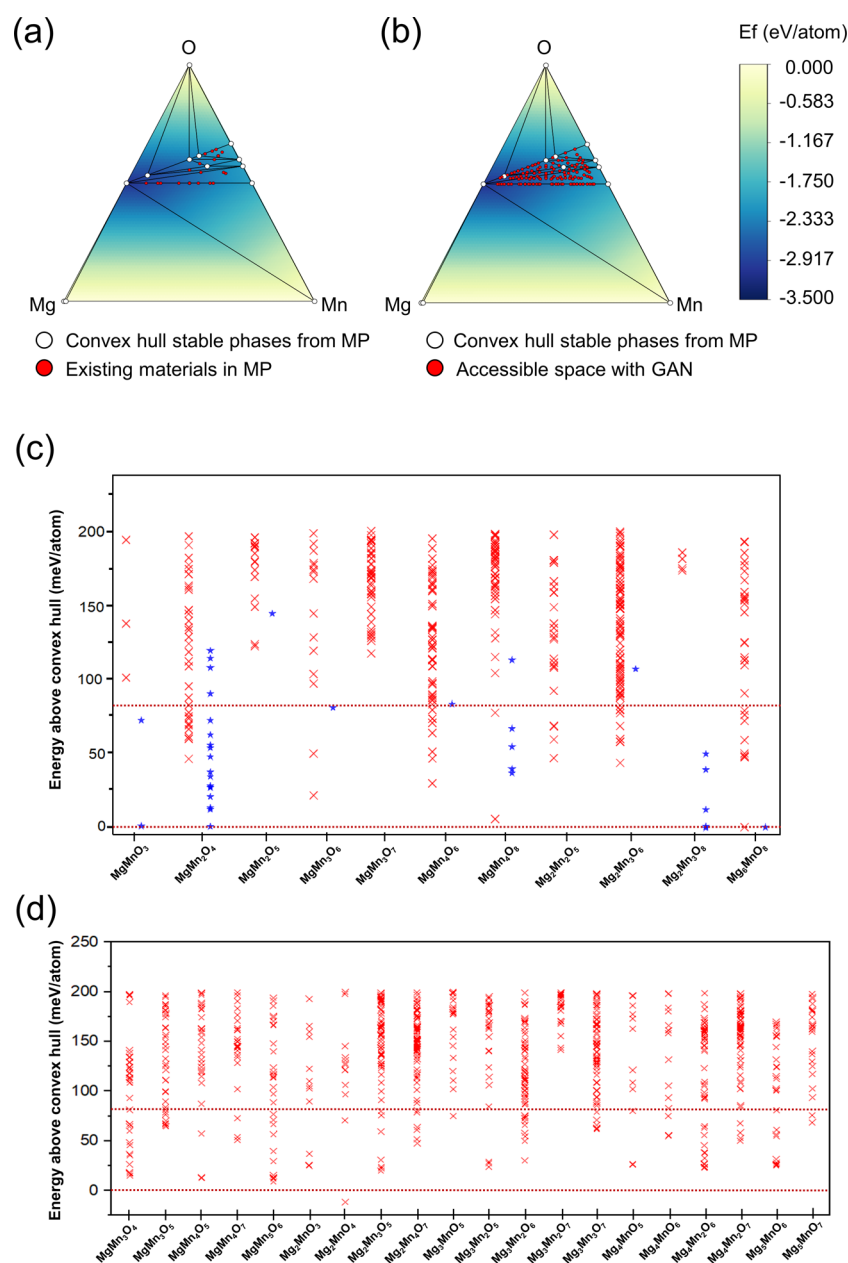 (a)
O
Mg
Mn
Convex hull stable phases from MP
Existing materials in MP
(b)
O
Mg
Mn
Convex hull stable phases from MP
Accessible space with GAN
Ef (eV/atom)
0.000
-0.583
-1.167
-1.750
-2.333
-2.917
-3.500
(c)
Energy above convex hull (meV/atom)
200
150
100
50
0
MgMnO₃
MgMn₂O₄
MgMn₂O₅
MgMn₃O₆
MgMn₃O₇
MgMn₄O₆
MgMn₄O₈
Mg₂Mn₂O₅
Mg₂Mn₃O₆
Mg₂Mn₃O₈
Mg₆MnO₈
(d)
Energy above convex hull (meV/atom)
250
200
150
100
50
0
MgMn₃O₄
MgMn₃O₅
MgMn₄O₅
MgMn₄O₇
MgMn₅O₆
Mg₂MnO₃
Mg₂MnO₄
Mg₂Mn₃O₅
Mg₂Mn₄O₇
Mg₃MnO₅
Mg₃Mn₂O₅
Mg₃Mn₂O₆
Mg₃Mn₂O₇
Mg₃Mn₃O₇
Mg₄MnO₅
Mg₄MnO₆
Mg₄Mn₂O₆
Mg₄Mn₂O₇
Mg₅MnO₆
Mg₅MnO₇